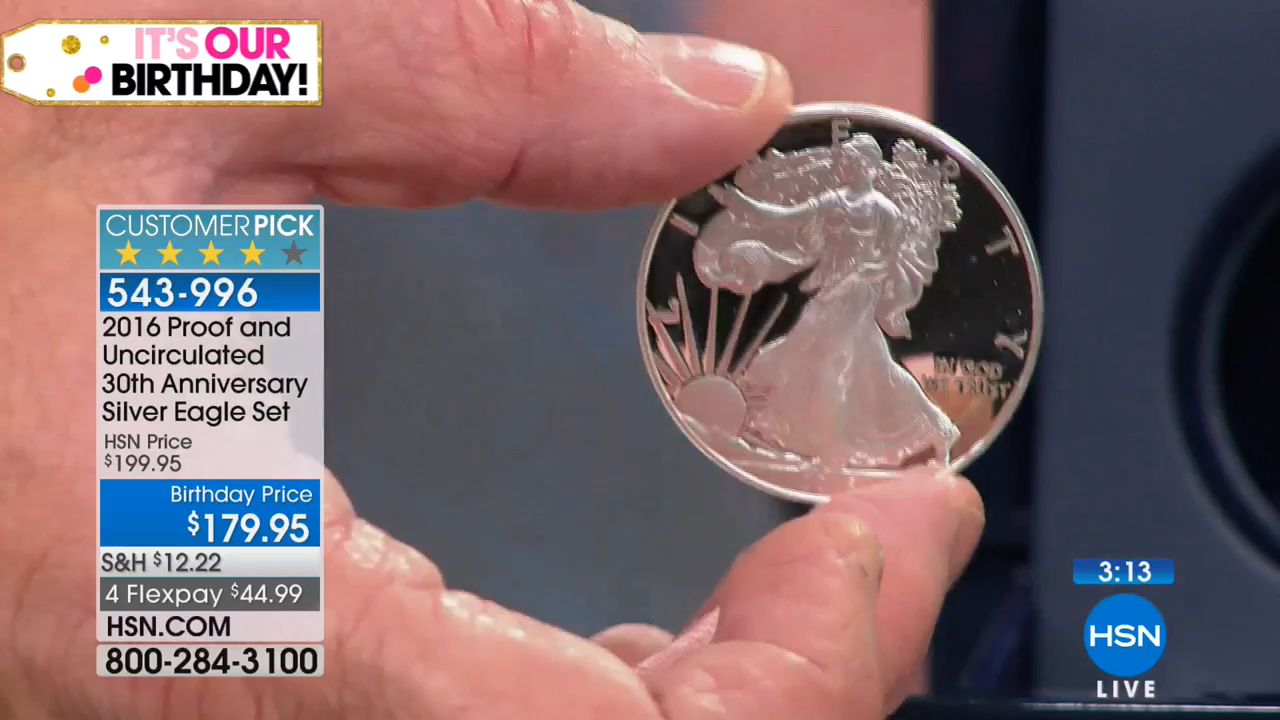 IT'S OUR
BIRTHDAY!
CUSTOMER PICK
543-996
2016 Proof and
Uncirculated
30th Anniversary
Silver Eagle Set
HSN Price
$199.95
Birthday Price
$179.95
S&H $12.22
4 Flexpay $44.99
HSN.COM
800-284-3100
LIBERTY
IN GOD
WE TRUST
3:13
HSN
LIVE